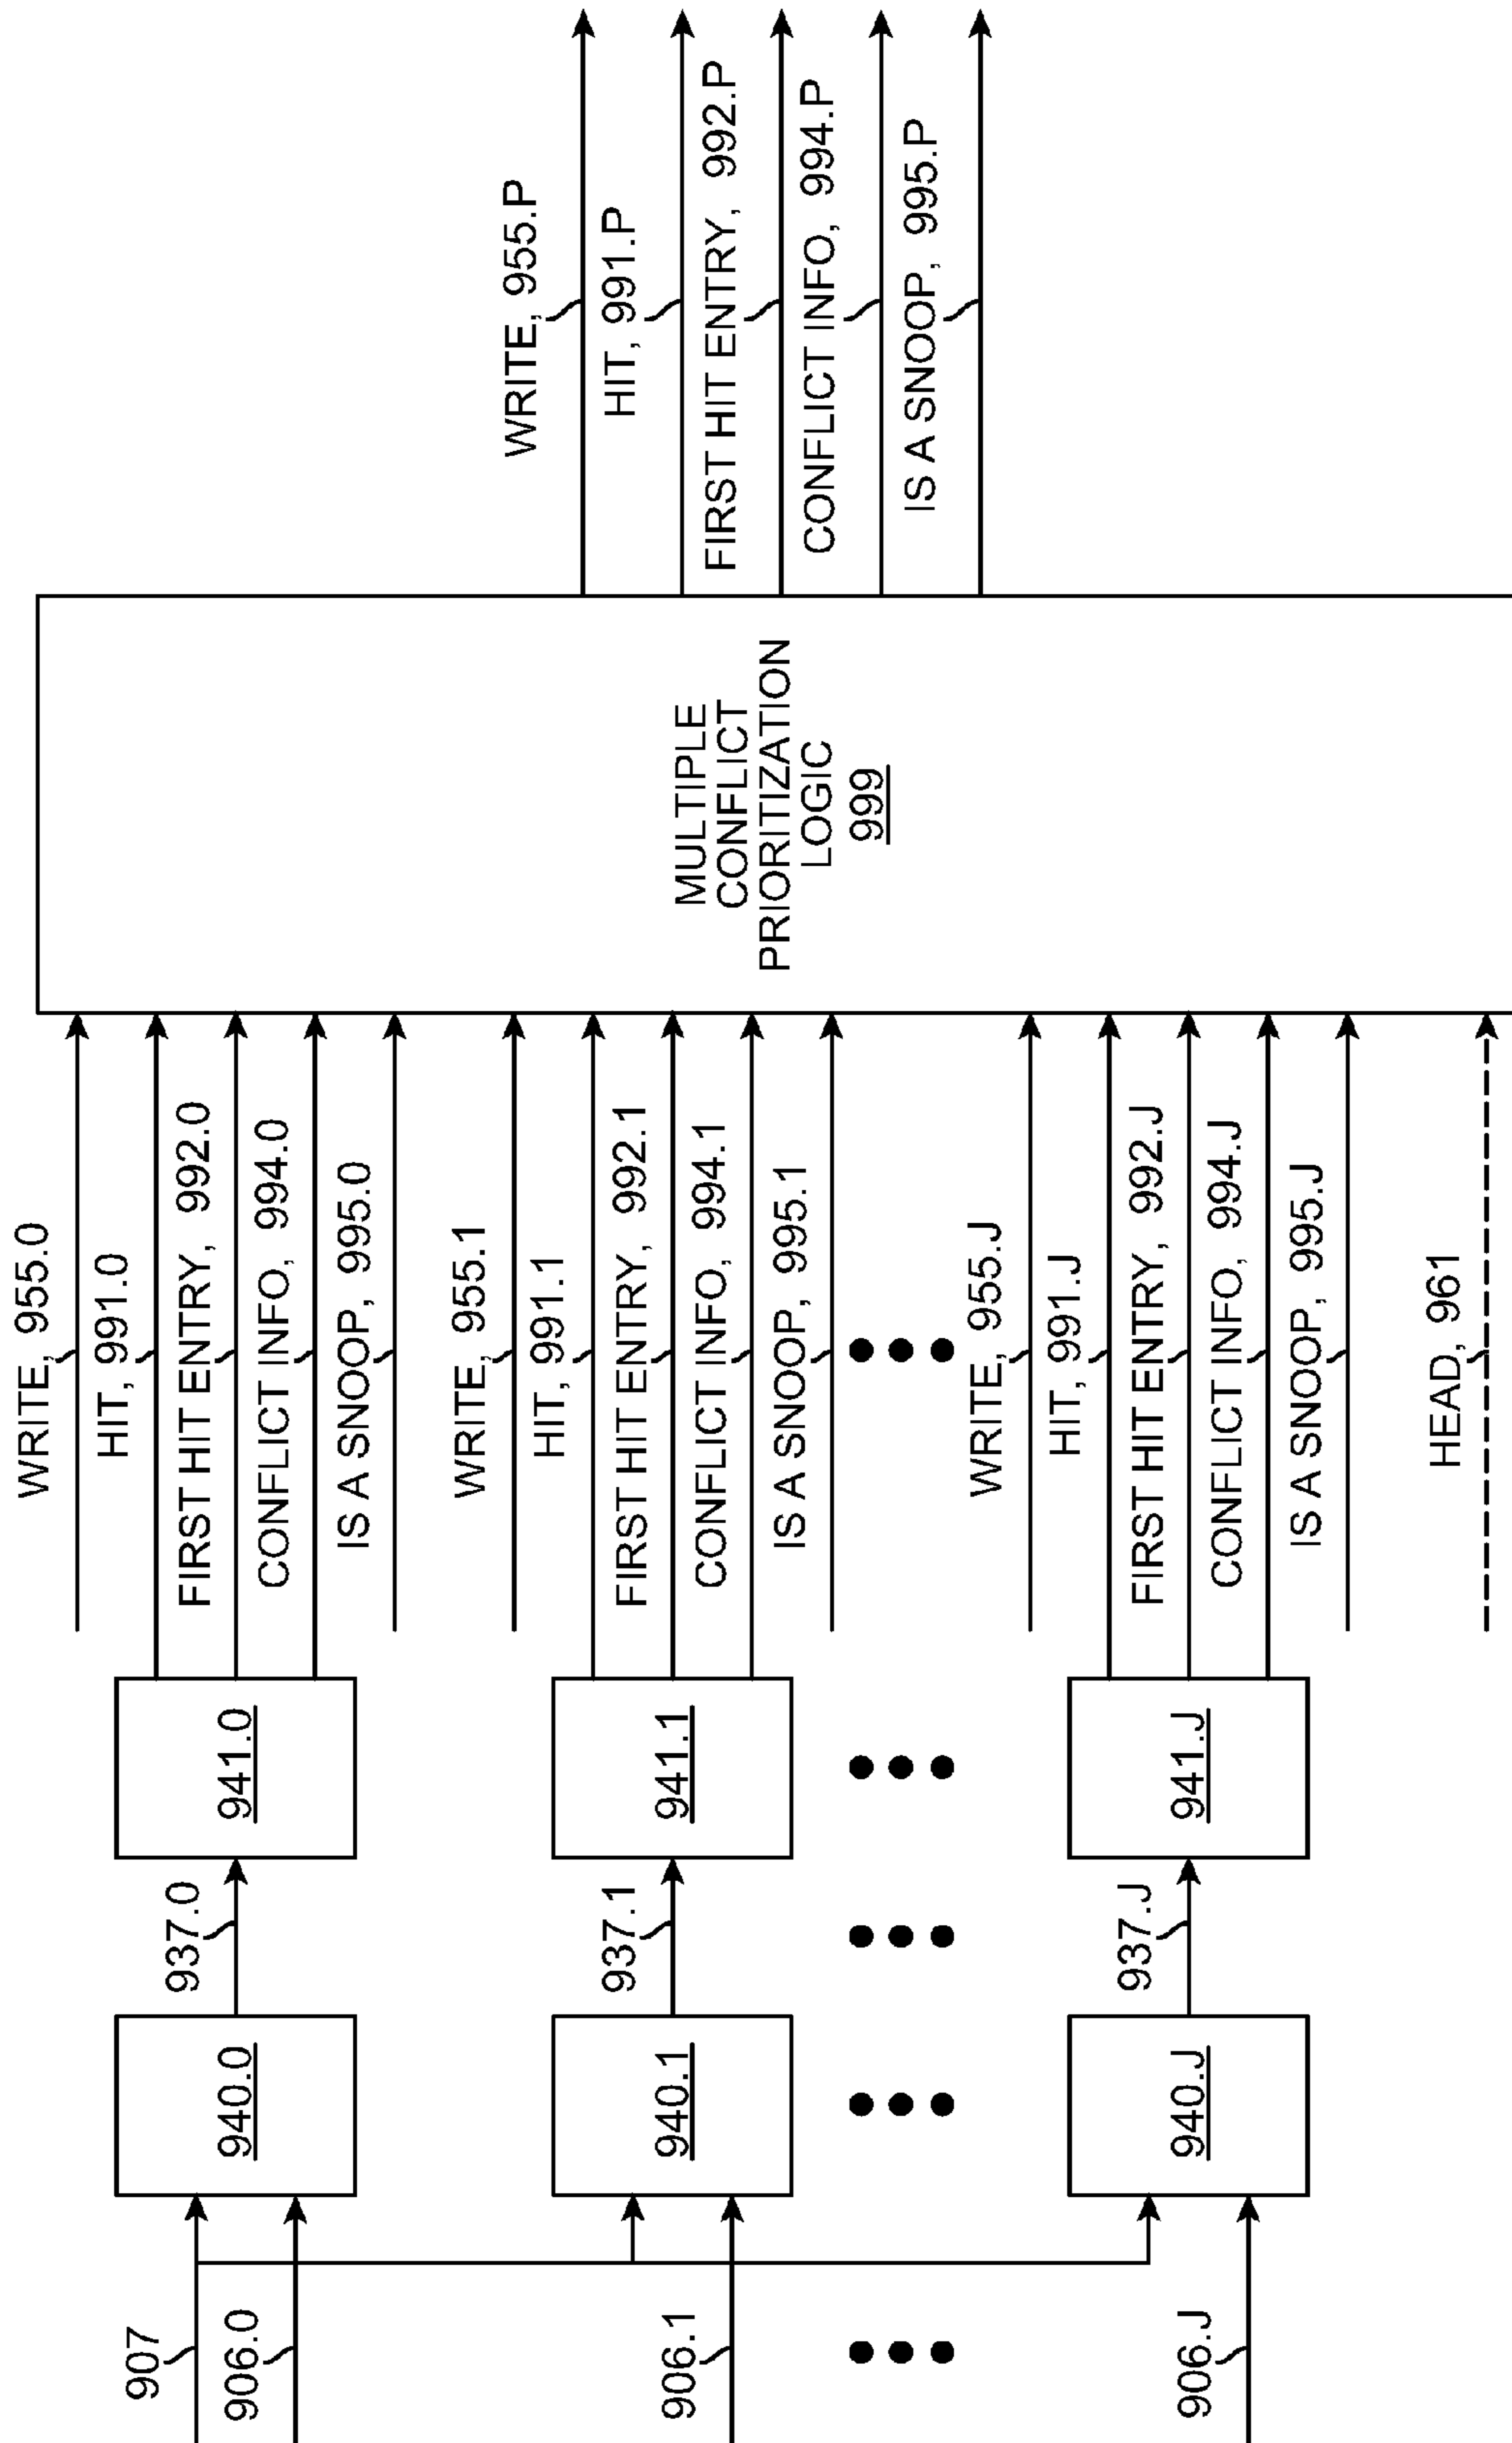 907
906.0
906.1
906.J
940.0
940.1
940.J
937.0
937.1
937.J
941.0
941.1
941.J
WRITE, 955.0
HIT, 991.0
FIRST HIT ENTRY, 992.0
CONFLICT INFO, 994.0
IS A SNOOP, 995.0
WRITE, 955.1
HIT, 991.1
FIRST HIT ENTRY, 992.1
CONFLICT INFO, 994.1
IS A SNOOP, 995.1
WRITE, 955.J
HIT, 991.J
FIRST HIT ENTRY, 992.J
CONFLICT INFO, 994.J
IS A SNOOP, 995.J
HEAD, 961
MULTIPLE
CONFLICT
PRIORITIZATION
LOGIC
999
WRITE, 955.P
HIT, 991.P
FIRST HIT ENTRY, 992.P
CONFLICT INFO, 994.P
IS A SNOOP, 995.P